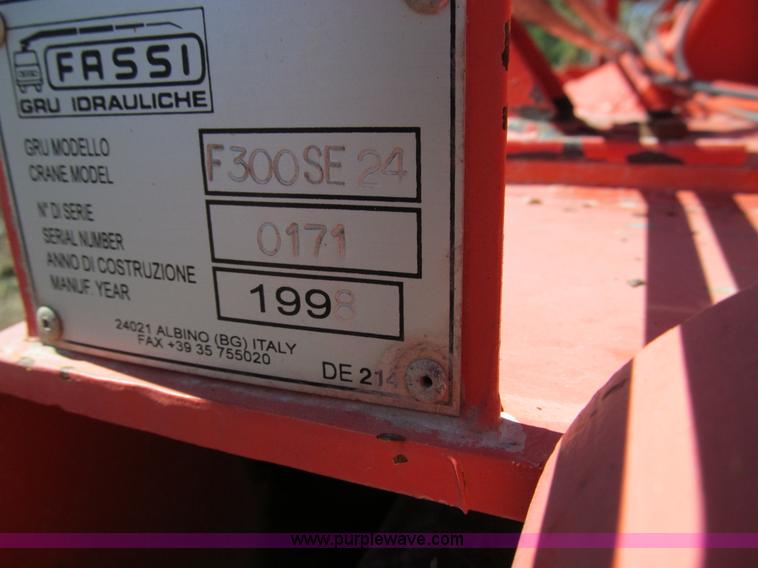 FASSI
GRU IDRAULICHE
GRU MODELLO
CRANE MODEL
F300SE 24
N° DI SERIE
SERIAL NUMBER
0171
ANNO DI COSTRUZIONE
MANUF. YEAR
1998
24021 ALBINO (BG) ITALY
FAX +39 35 755020
DE 214
www.purplewave.com